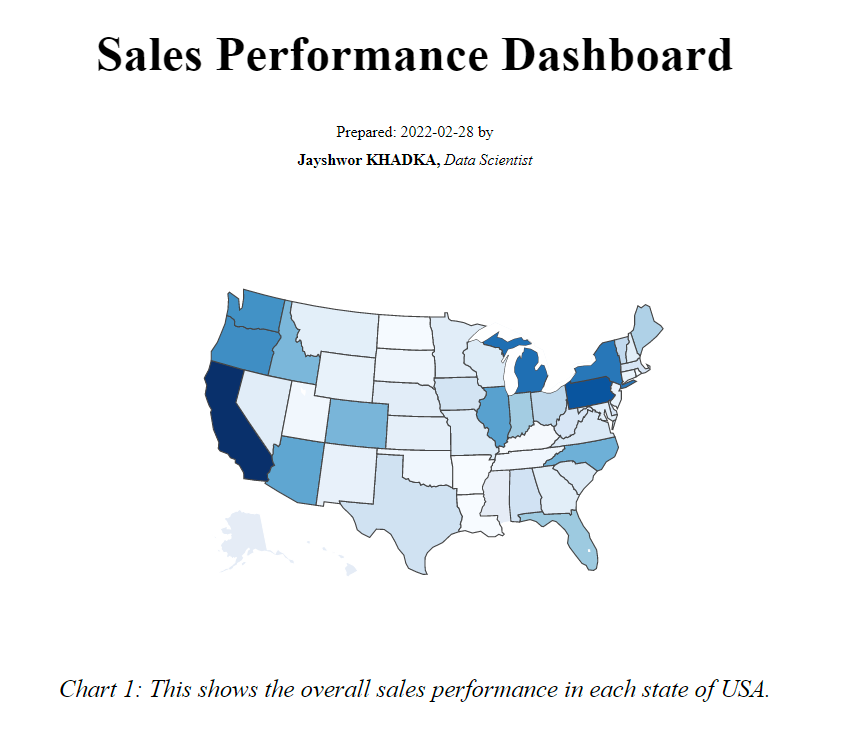 Sales Performance Dashboard
Prepared: 2022-02-28 by
Jayshwor KHADKA, Data Scientist
Chart 1: This shows the overall sales performance in each state of USA.